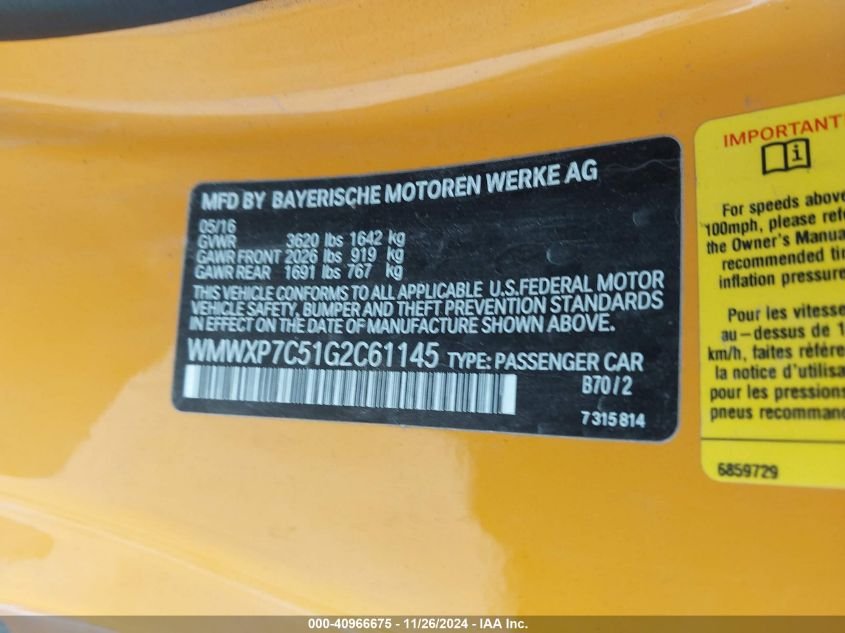 MFD BY BAYERISCHE MOTOREN WERKE AG
05/16
GVWR 3620 lbs 1642 kg
GAWR FRONT 2026 lbs 919 kg
GAWR REAR 1691 lbs 767 kg
THIS VEHICLE CONFORMS TO ALL APPLICABLE U.S.FEDERAL MOTOR
VEHICLE SAFETY, BUMPER AND THEFT PREVENTION STANDARDS
IN EFFECT ON THE DATE OF MANUFACTURE SHOWN ABOVE.
WMWXP7C51G2C61145 TYPE: PASSENGER CAR
B70/2
7315814
IMPORTANT
For speeds above
100mph, please refe
the Owner's Manua
recommended tir
inflation pressure
Pour les vitesse
au-dessus de 1
km/h, faites référe
la notice d'utilisa
pour les pressions
pneus recommand
6859729
000-40966675 - 11/26/2024 - IAA Inc.